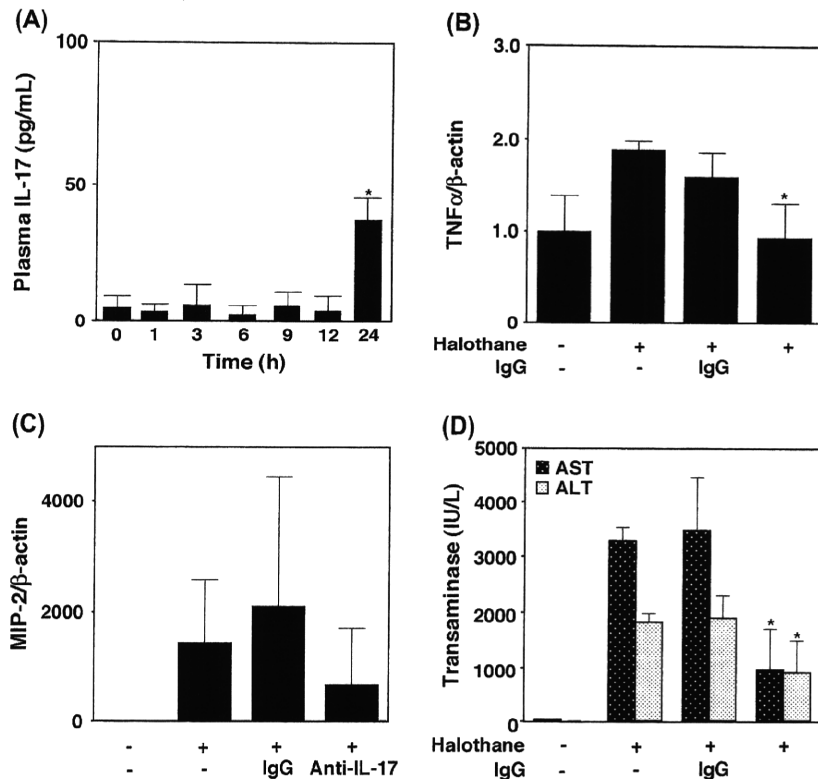 (A)
100
50
0
Plasma IL-17 (pg/mL)
0 1 3 6 9 12 24
*
Time (h)
(B)
3.0
2.0
1.0
0
TNFα/β-actin
*
Halothane - + + +
IgG - - IgG
(C)
4000
2000
0
MIP-2/β-actin
- + + +
- - IgG Anti-IL-17
(D)
5000
4000
3000
2000
1000
0
Transaminase (IU/L)
AST
ALT
* *
Halothane - + + +
IgG - - IgG